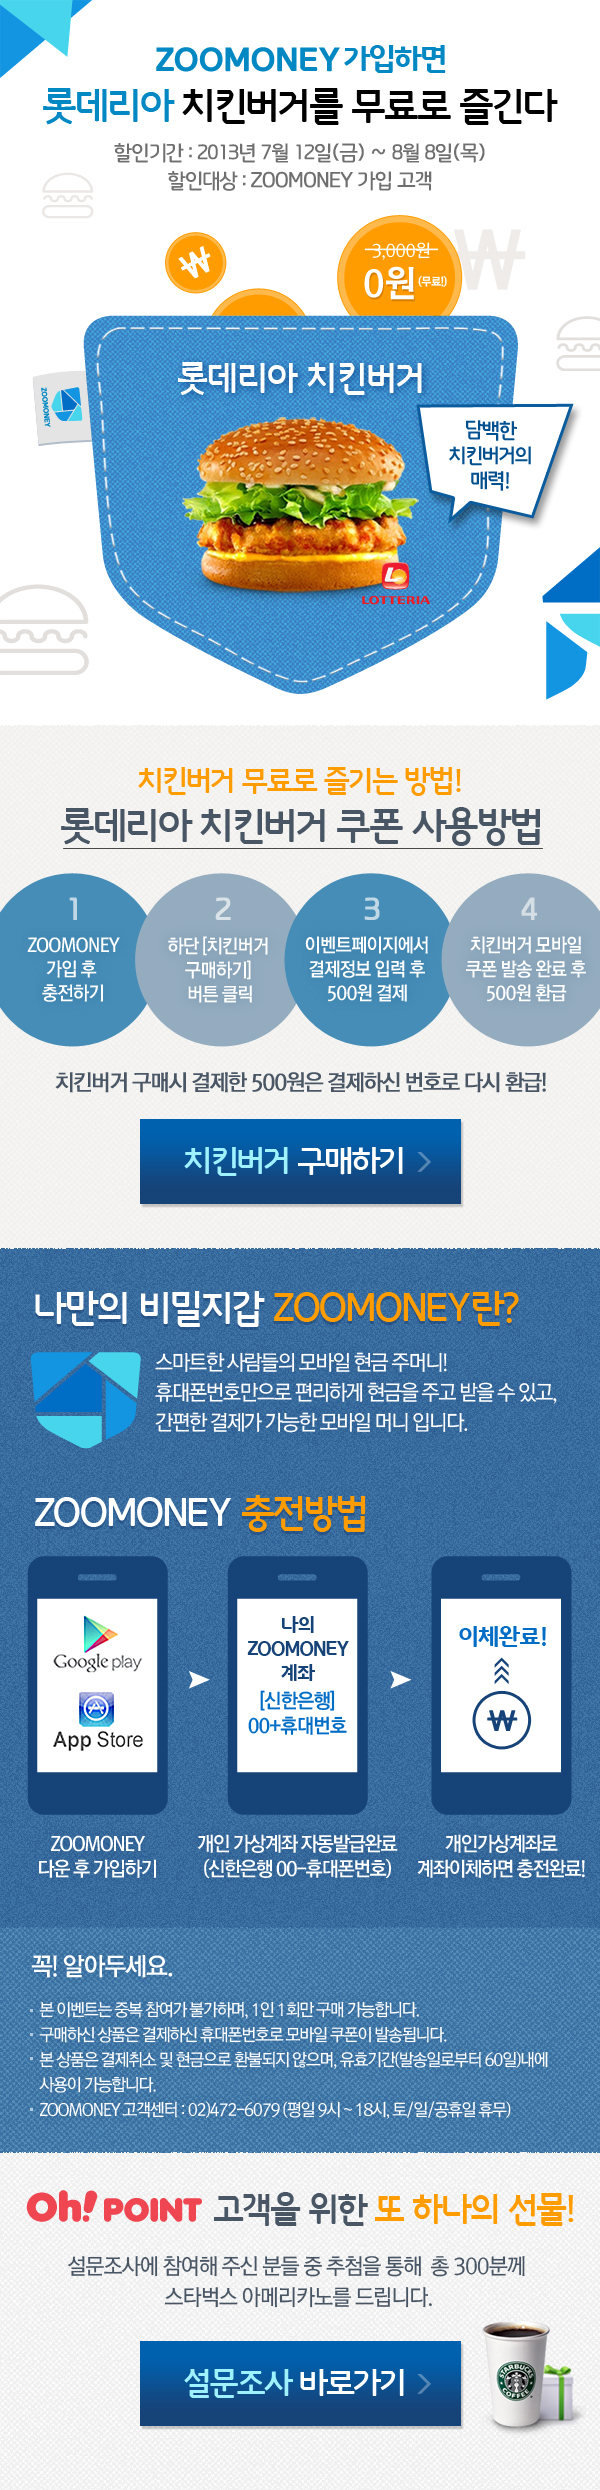 ZOOMONEY 가입하면
롯데리아 치킨버거를 무료로 즐긴다
할인기간 : 2013년 7월 12일(금) ~ 8월 8일(목)
할인대상 : ZOOMONEY 가입 고객
₩
3,000원
0원(무료!)
₩
롯데리아 치킨버거
ZOOMONEY
담백한
치킨버거의
매력!
LOTTERIA
치킨버거 무료로 즐기는 방법!
롯데리아 치킨버거 쿠폰 사용방법
1
ZOOMONEY
가입 후
충전하기
2
하단 [치킨버거
구매하기]
버튼 클릭
3
이벤트페이지에서
결제정보 입력 후
500원 결제
4
치킨버거 모바일
쿠폰 발송 완료 후
500원 환급
치킨버거 구매시 결제한 500원은 결제하신 번호로 다시 환급!
치킨버거 구매하기 >
나만의 비밀지갑 ZOOMONEY란?
스마트한 사람들의 모바일 현금 주머니!
휴대폰번호만으로 편리하게 현금을 주고 받을 수 있고,
간편한 결제가 가능한 모바일 머니 입니다.
ZOOMONEY 충전방법
Google play
App Store
나의
ZOOMONEY
계좌
[신한은행]
00+휴대번호
이체완료!
₩
ZOOMONEY
다운 후 가입하기
개인 가상계좌 자동발급완료
(신한은행 00-휴대폰번호)
개인가상계좌로
계좌이체하면 충전완료!
꼭! 알아두세요.
· 본 이벤트는 중복 참여가 불가하며, 1인 1회만 구매 가능합니다.
· 구매하신 상품은 결제하신 휴대폰번호로 모바일 쿠폰이 발송됩니다.
· 본 상품은 결제취소 및 현금으로 환불되지 않으며, 유효기간(발송일로부터 60일)내에
사용이 가능합니다.
· ZOOMONEY 고객센터 : 02)472-6079 (평일 9시 ~ 18시, 토/일/공휴일 휴무)
Oh! POINT 고객을 위한 또 하나의 선물!
설문조사에 참여해 주신 분들 중 추첨을 통해 총 300분께
스타벅스 아메리카노를 드립니다.
설문조사 바로가기 >
STARBUCKS
COFFEE